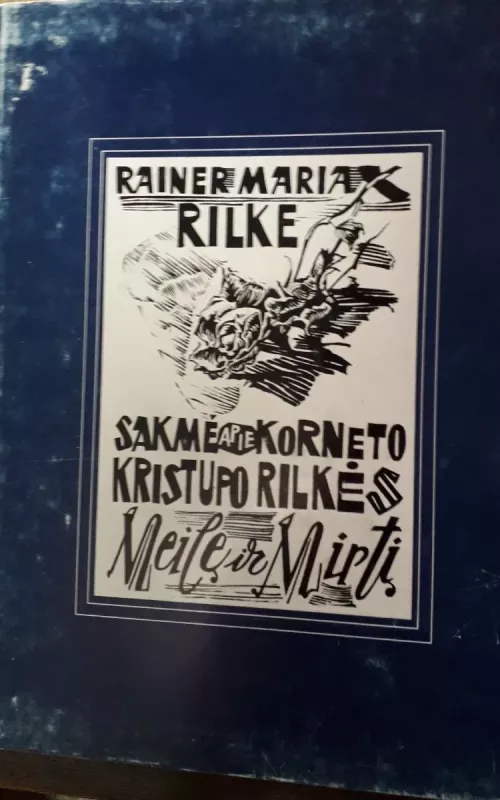 RAINER MARIA
RILKE
SAKMĖ APIE KORNETO
KRISTUPO RILKĖS
Meilę ir Mirtį